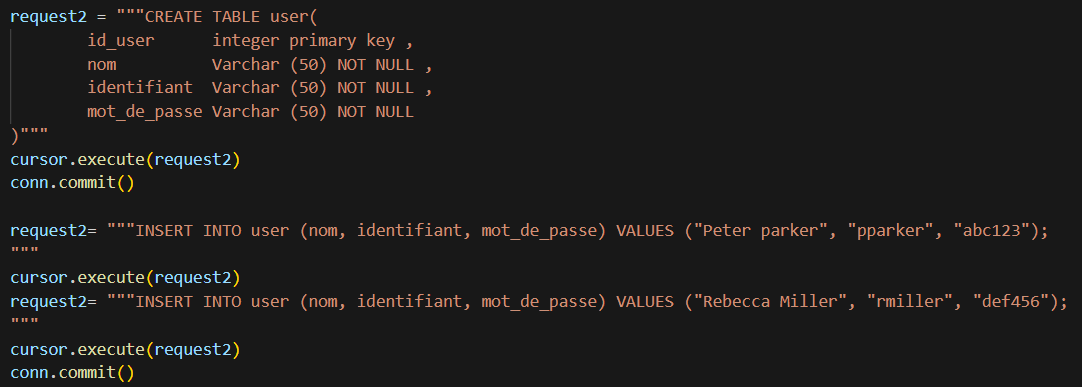 request2 = """CREATE TABLE user(
        id_user      integer primary key ,
        nom          Varchar (50) NOT NULL ,
        identifiant  Varchar (50) NOT NULL ,
        mot_de_passe Varchar (50) NOT NULL
)"""
cursor.execute(request2)
conn.commit()

request2= """INSERT INTO user (nom, identifiant, mot_de_passe) VALUES ("Peter parker", "pparker", "abc123");
"""
cursor.execute(request2)
request2= """INSERT INTO user (nom, identifiant, mot_de_passe) VALUES ("Rebecca Miller", "rmiller", "def456");
"""
cursor.execute(request2)
conn.commit()